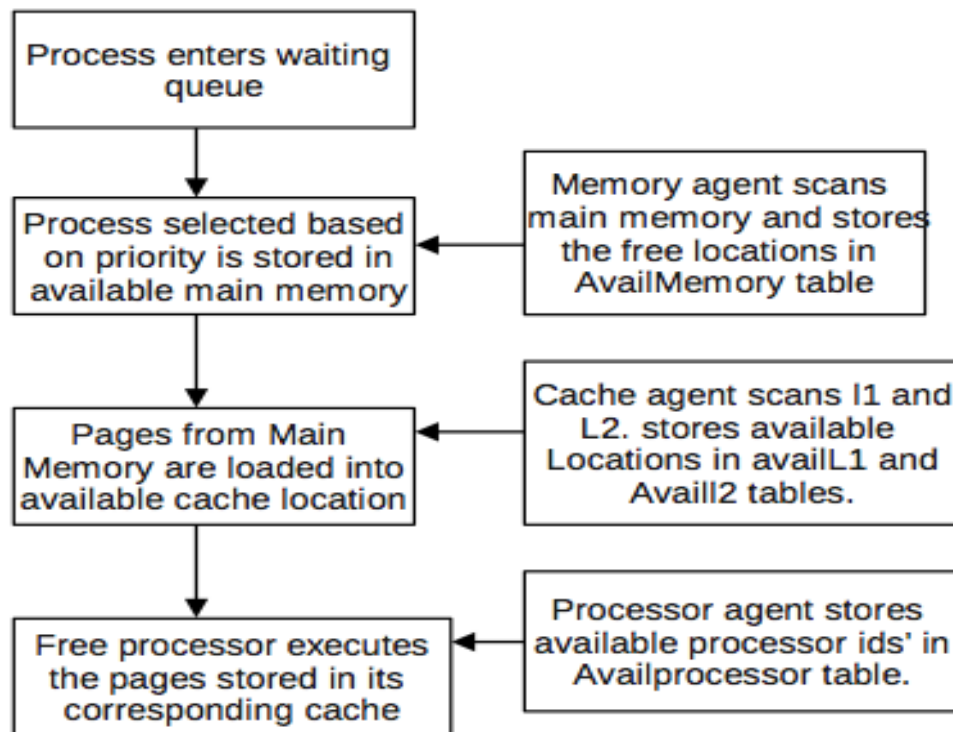 Process enters waiting
queue
Process selected based
on priority is stored in
available main memory
Memory agent scans
main memory and stores
the free locations in
AvailMemory table
Pages from Main
Memory are loaded into
available cache location
Cache agent scans l1 and
L2. stores available
Locations in availL1 and
Availl2 tables.
Free processor executes
the pages stored in its
corresponding cache
Processor agent stores
available processor ids' in
Availprocessor table.